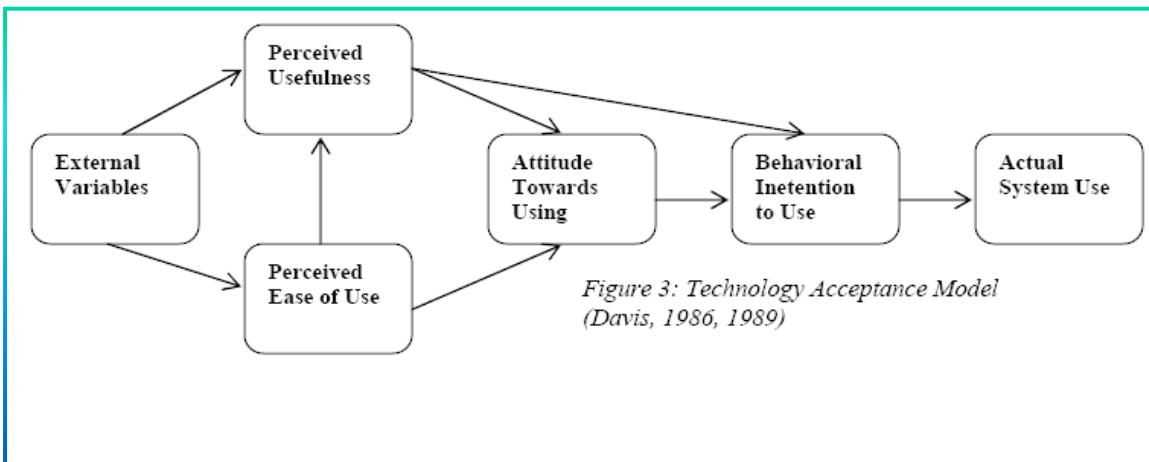 Perceived
Usefulness
External
Variables
Attitude
Towards
Using
Behavioral
Inetention
to Use
Actual
System Use
Perceived
Ease of Use
Figure 3: Technology Acceptance Model
(Davis, 1986, 1989)